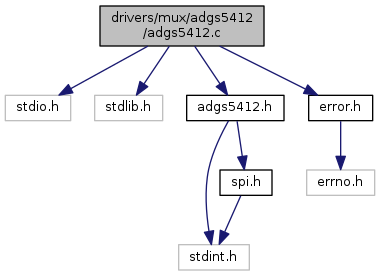 drivers/mux/adgs5412
/adgs5412.c
stdio.h
stdlib.h
adgs5412.h
error.h
spi.h
errno.h
stdint.h